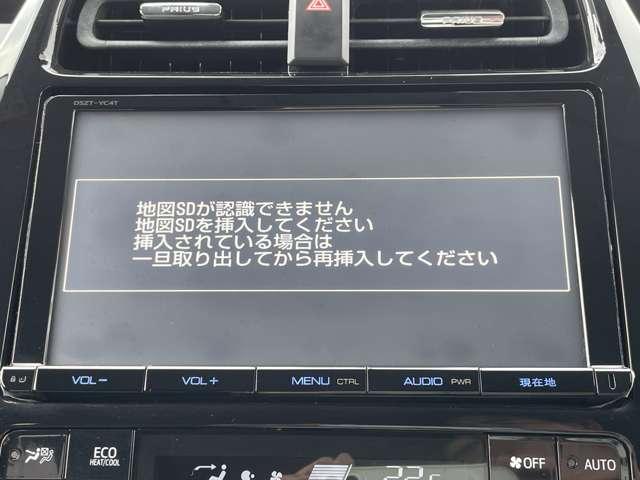 PRIUS
PRIUS
DSZT-YC4T
地図SDが認識できません
地図SDを挿入してください
挿入されている場合は
一旦取り出してから再挿入してください
VOL－ VOL＋ MENU CTRL AUDIO PWR 現在地
ECO
HEAT/COOL
22
OFF
AUTO